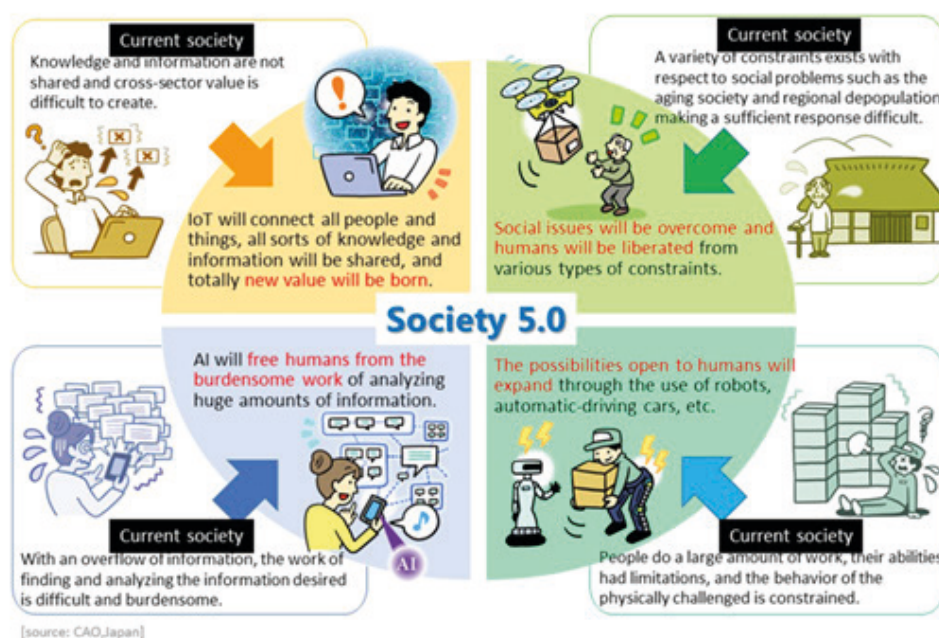 Current society
Knowledge and information are not
shared and cross-sector value is
difficult to create.
IoT will connect all people and
things, all sorts of knowledge and
information will be shared, and
totally new value will be born.
Current society
A variety of constraints exists with
respect to social problems such as the
aging society and regional depopulation
making a sufficient response difficult.
Social issues will be overcome and
humans will be liberated from
various types of constraints.
Society 5.0
AI will free humans from the
burdensome work of analyzing
huge amounts of information.
AI
Current society
With an overflow of information, the work of
finding and analyzing the information desired
is difficult and burdensome.
The possibilities open to humans will
expand through the use of robots,
automatic-driving cars, etc.
Current society
People do a large amount of work, their abilities
had limitations, and the behavior of the
physically challenged is constrained.
[source: CAO,Japan]